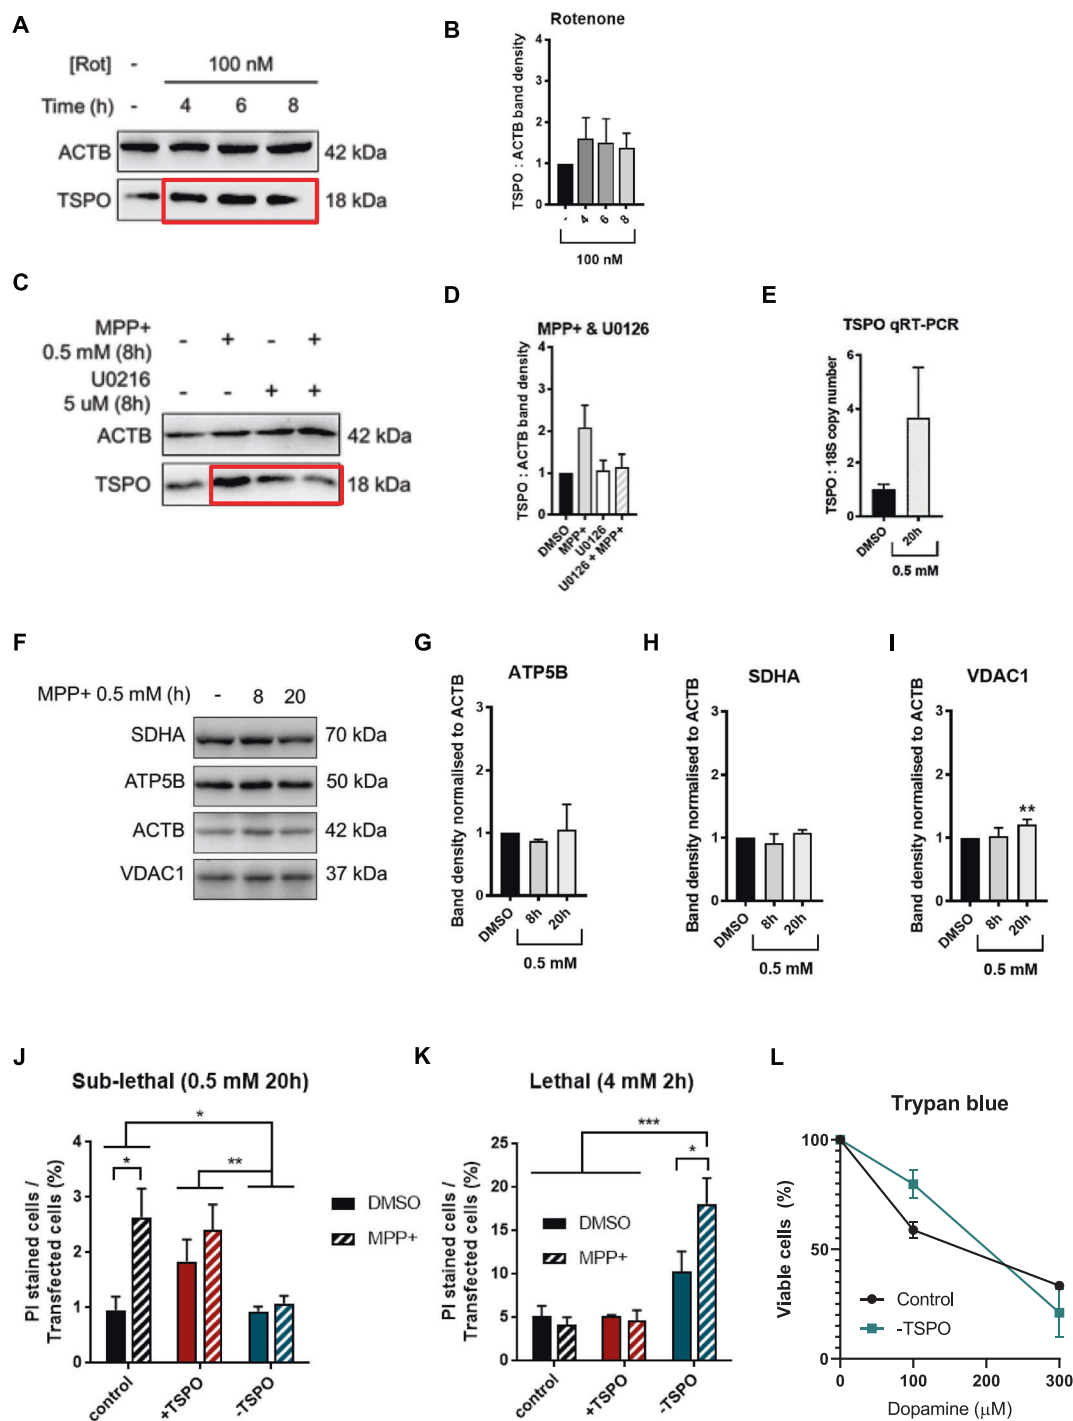 A
[Rot] - 100 nM
Time (h) - 4 6 8
ACTB 42 kDa
TSPO 18 kDa
B
Rotenone
TSPO : ACTB band density
4
3
2
1
0
- 4 6 8
100 nM
C
MPP+
0.5 mM (8h)
- + - +
U0216
5 uM (8h)
- - + +
ACTB 42 kDa
TSPO 18 kDa
D
MPP+ & U0126
TSPO : ACTB band density
4
3
2
1
0
DMSO MPP+ U0126 U0126 + MPP+
E
TSPO qRT-PCR
TSPO : 18S copy number
6
4
2
0
DMSO 20h
0.5 mM
F
MPP+ 0.5 mM (h) - 8 20
SDHA 70 kDa
ATP5B 50 kDa
ACTB 42 kDa
VDAC1 37 kDa
G
ATP5B
Band density normalised to ACTB
3
2
1
0
DMSO 8h 20h
0.5 mM
H
SDHA
Band density normalised to ACTB
3
2
1
0
DMSO 8h 20h
0.5 mM
I
VDAC1
Band density normalised to ACTB
3
2
1
0
**
DMSO 8h 20h
0.5 mM
J
Sub-lethal (0.5 mM 20h)
PI stained cells /
Transfected cells (%)
4
3
2
1
0
*
*
**
control +TSPO -TSPO
DMSO
MPP+
K
Lethal (4 mM 2h)
PI stained cells /
Transfected cells (%)
25
20
15
10
5
0
***
*
DMSO
MPP+
control +TSPO -TSPO
L
Trypan blue
Viable cells (%)
100
50
0
Control
-TSPO
0 100 200 300
Dopamine (μM)